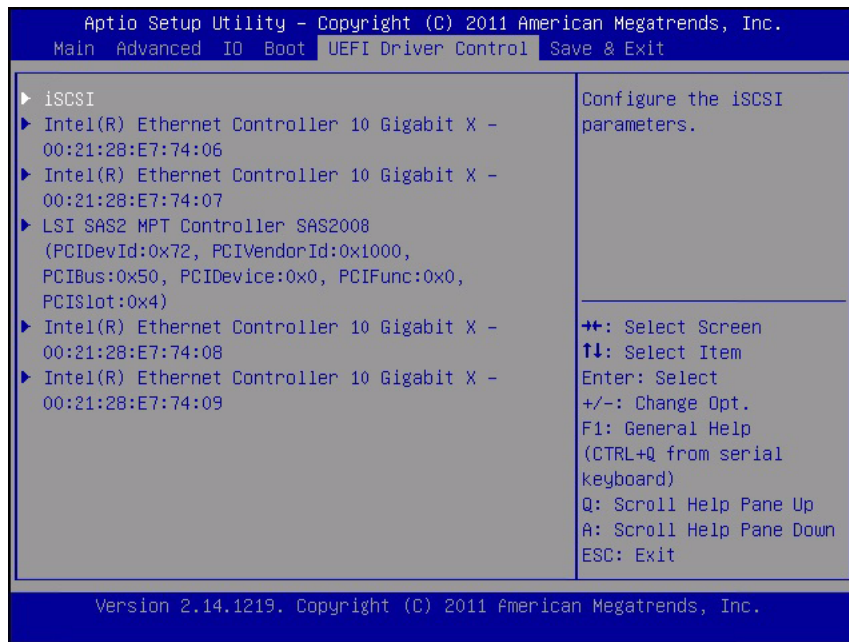 Aptio Setup Utility – Copyright (C) 2011 American Megatrends, Inc.
Main Advanced IO Boot UEFI Driver Control Save & Exit
iSCSI
Intel(R) Ethernet Controller 10 Gigabit X –
00:21:28:E7:74:06
Intel(R) Ethernet Controller 10 Gigabit X –
00:21:28:E7:74:07
LSI SAS2 MPT Controller SAS2008
(PCIDevId:0x72, PCIVendorId:0x1000,
PCIBus:0x50, PCIDevice:0x0, PCIFunc:0x0,
PCISlot:0x4)
Intel(R) Ethernet Controller 10 Gigabit X –
00:21:28:E7:74:08
Intel(R) Ethernet Controller 10 Gigabit X –
00:21:28:E7:74:09
Configure the iSCSI
parameters.
→←: Select Screen
↑↓: Select Item
Enter: Select
+/-: Change Opt.
F1: General Help
(CTRL+Q from serial
keyboard)
Q: Scroll Help Pane Up
A: Scroll Help Pane Down
ESC: Exit
Version 2.14.1219. Copyright (C) 2011 American Megatrends, Inc.